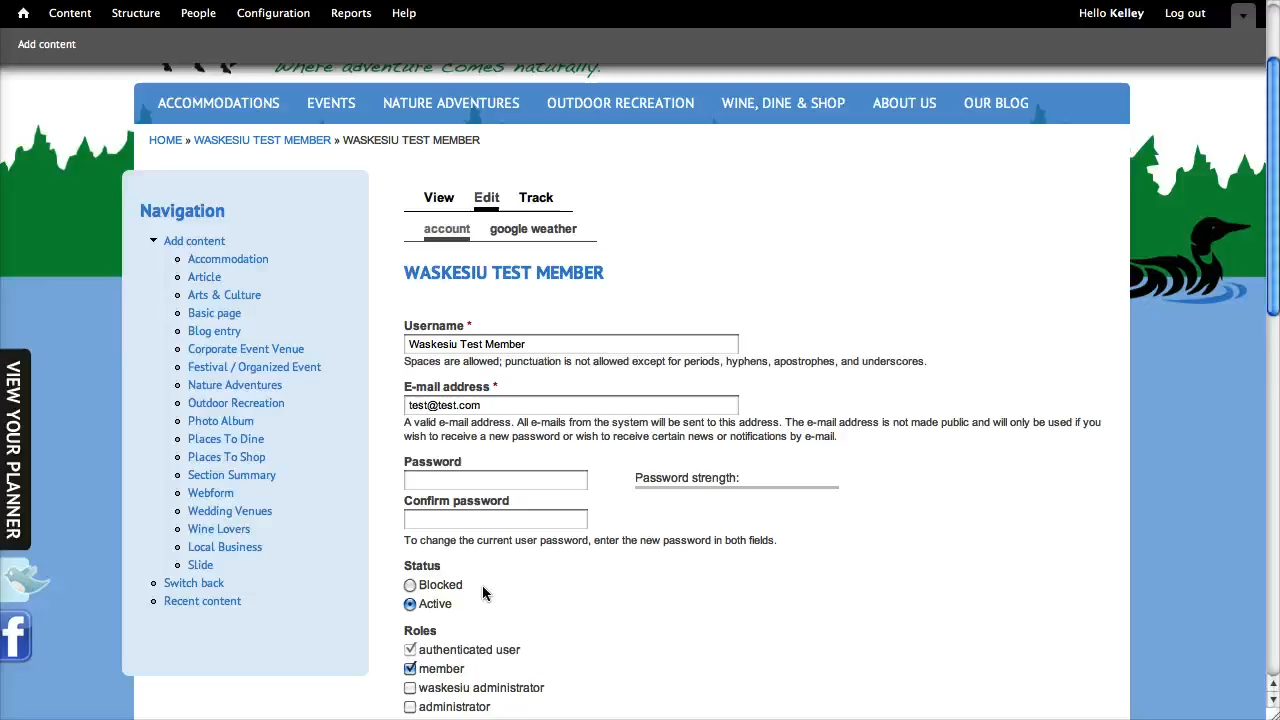 Content Structure People Configuration Reports Help Hello Kelley Log out
Add content
where adventure comes naturally.
ACCOMMODATIONS EVENTS NATURE ADVENTURES OUTDOOR RECREATION WINE, DINE & SHOP ABOUT US OUR BLOG
HOME » WASKESIU TEST MEMBER » WASKESIU TEST MEMBER
Navigation
Add content
Accommodation
Article
Arts & Culture
Basic page
Blog entry
Corporate Event Venue
Festival / Organized Event
Nature Adventures
Outdoor Recreation
Photo Album
Places To Dine
Places To Shop
Section Summary
Webform
Wedding Venues
Wine Lovers
Local Business
Slide
Switch back
Recent content
VIEW YOUR PLANNER
View Edit Track
account google weather
WASKESIU TEST MEMBER
Username *
Waskesiu Test Member
Spaces are allowed; punctuation is not allowed except for periods, hyphens, apostrophes, and underscores.
E-mail address *
test@test.com
A valid e-mail address. All e-mails from the system will be sent to this address. The e-mail address is not made public and will only be used if you
wish to receive a new password or wish to receive certain news or notifications by e-mail.
Password
Password strength:
Confirm password
To change the current user password, enter the new password in both fields.
Status
Blocked
Active
Roles
authenticated user
member
waskesiu administrator
administrator